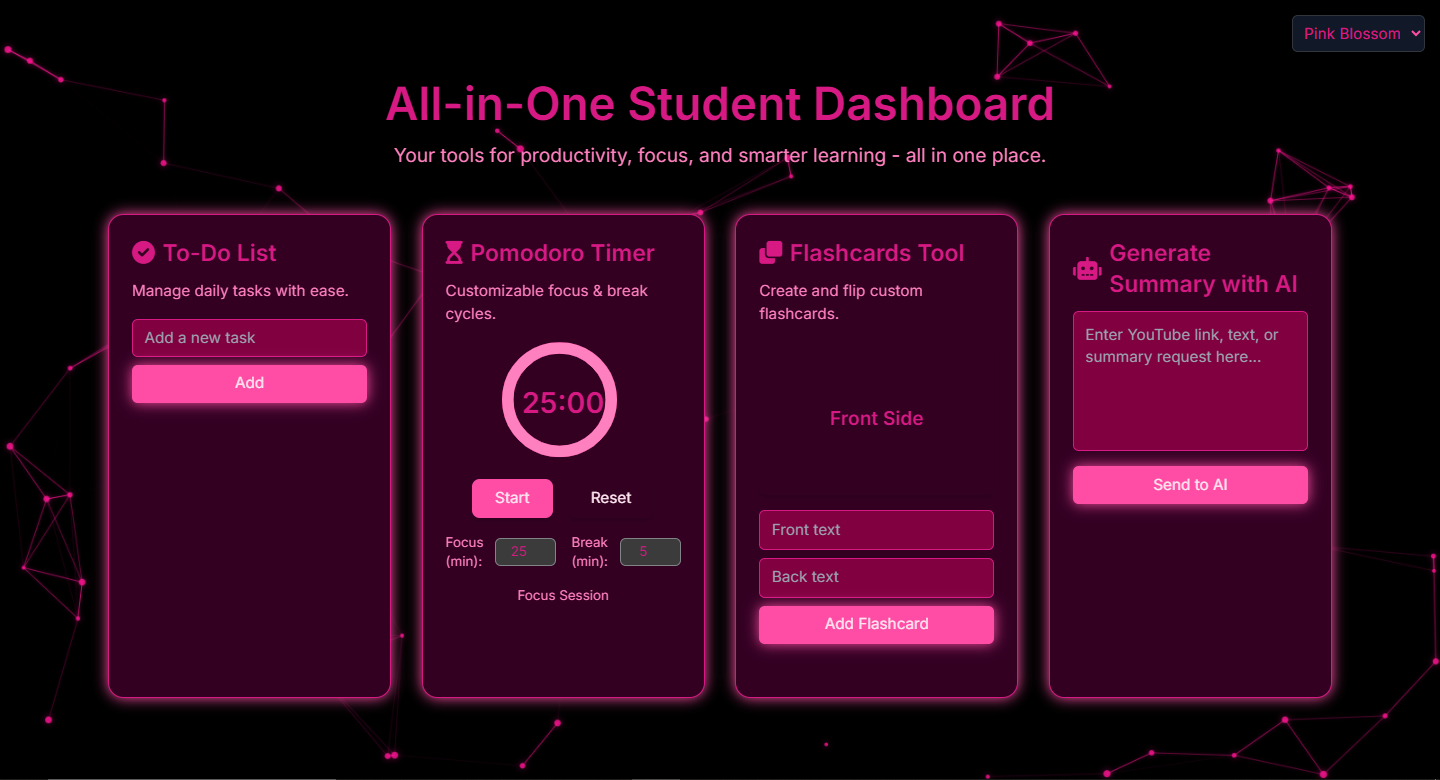 Pink Blossom
All-in-One Student Dashboard
Your tools for productivity, focus, and smarter learning - all in one place.
To-Do List
Manage daily tasks with ease.
Add a new task
Add
Pomodoro Timer
Customizable focus & break
cycles.
25:00
Start
Reset
Focus
(min):
25
Break
(min):
5
Focus Session
Flashcards Tool
Create and flip custom
flashcards.
Front Side
Front text
Back text
Add Flashcard
Generate
Summary with AI
Enter YouTube link, text, or
summary request here...
Send to AI